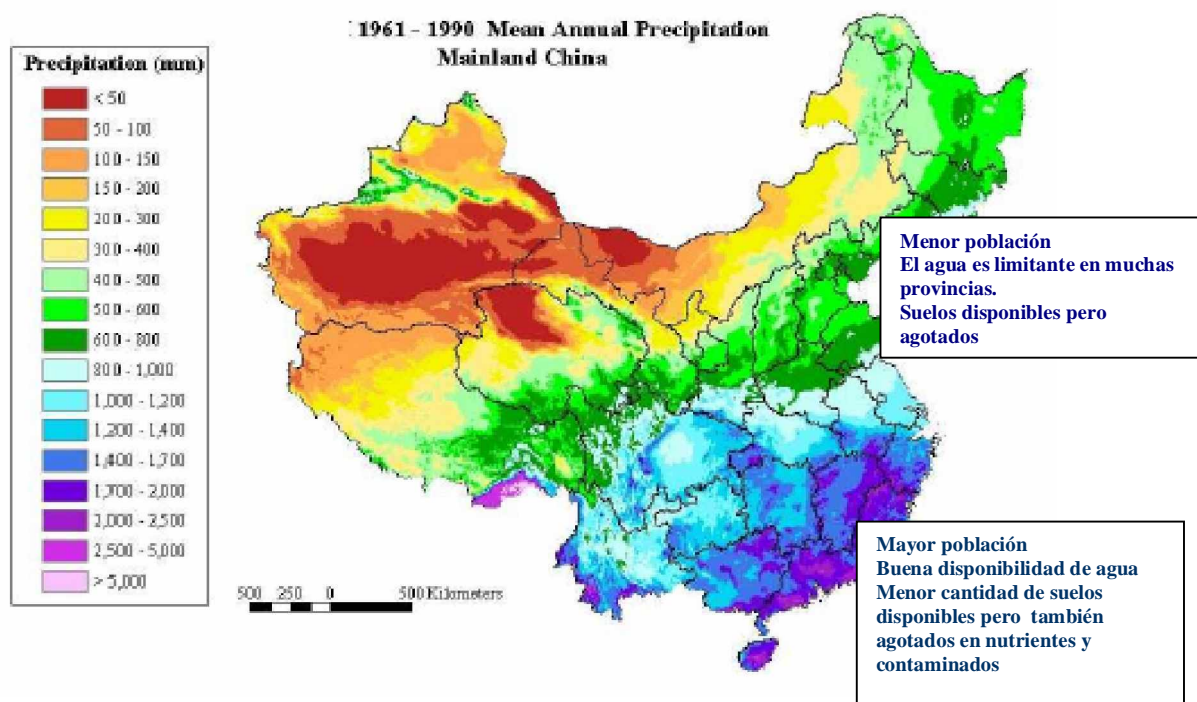 1961 - 1990 Mean Annual Precipitation
Mainland China
Precipitation (mm)
< 50
50 - 100
100 - 150
150 - 200
200 - 300
300 - 400
400 - 500
500 - 600
600 - 800
800 - 1,000
1,000 - 1,200
1,200 - 1,400
1,400 - 1,700
1,700 - 2,000
2,000 - 2,500
2,500 - 5,000
> 5,000
Menor población
El agua es limitante en muchas
provincias.
Suelos disponibles pero
agotados
Mayor población
Buena disponibilidad de agua
Menor cantidad de suelos
disponibles pero también
agotados en nutrientes y
contaminados
500 250 0 500 Kilometers